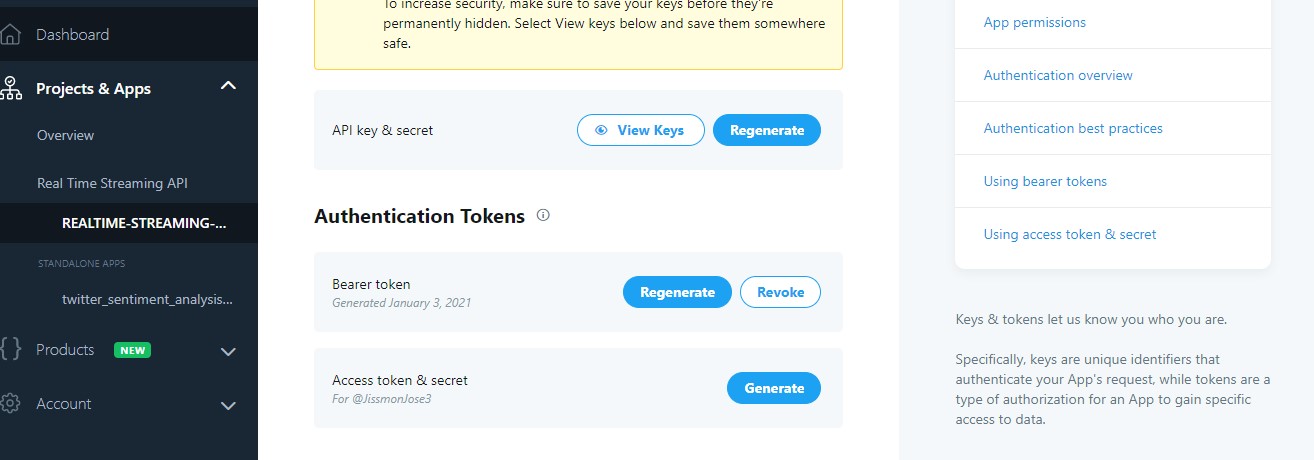 Dashboard
Projects & Apps
Overview
Real Time Streaming API
REALTIME-STREAMING-...
STANDALONE APPS
twitter_sentiment_analysis...
Products NEW
Account
To increase security, make sure to save your keys before they're
permanently hidden. Select View keys below and save them somewhere
safe.
API key & secret
View Keys
Regenerate
Authentication Tokens
Bearer token
Generated January 3, 2021
Regenerate
Revoke
Access token & secret
For @JissmonJose3
Generate
App permissions
Authentication overview
Authentication best practices
Using bearer tokens
Using access token & secret
Keys & tokens let us know you who you are.
Specifically, keys are unique identifiers that
authenticate your App's request, while tokens are a
type of authorization for an App to gain specific
access to data.